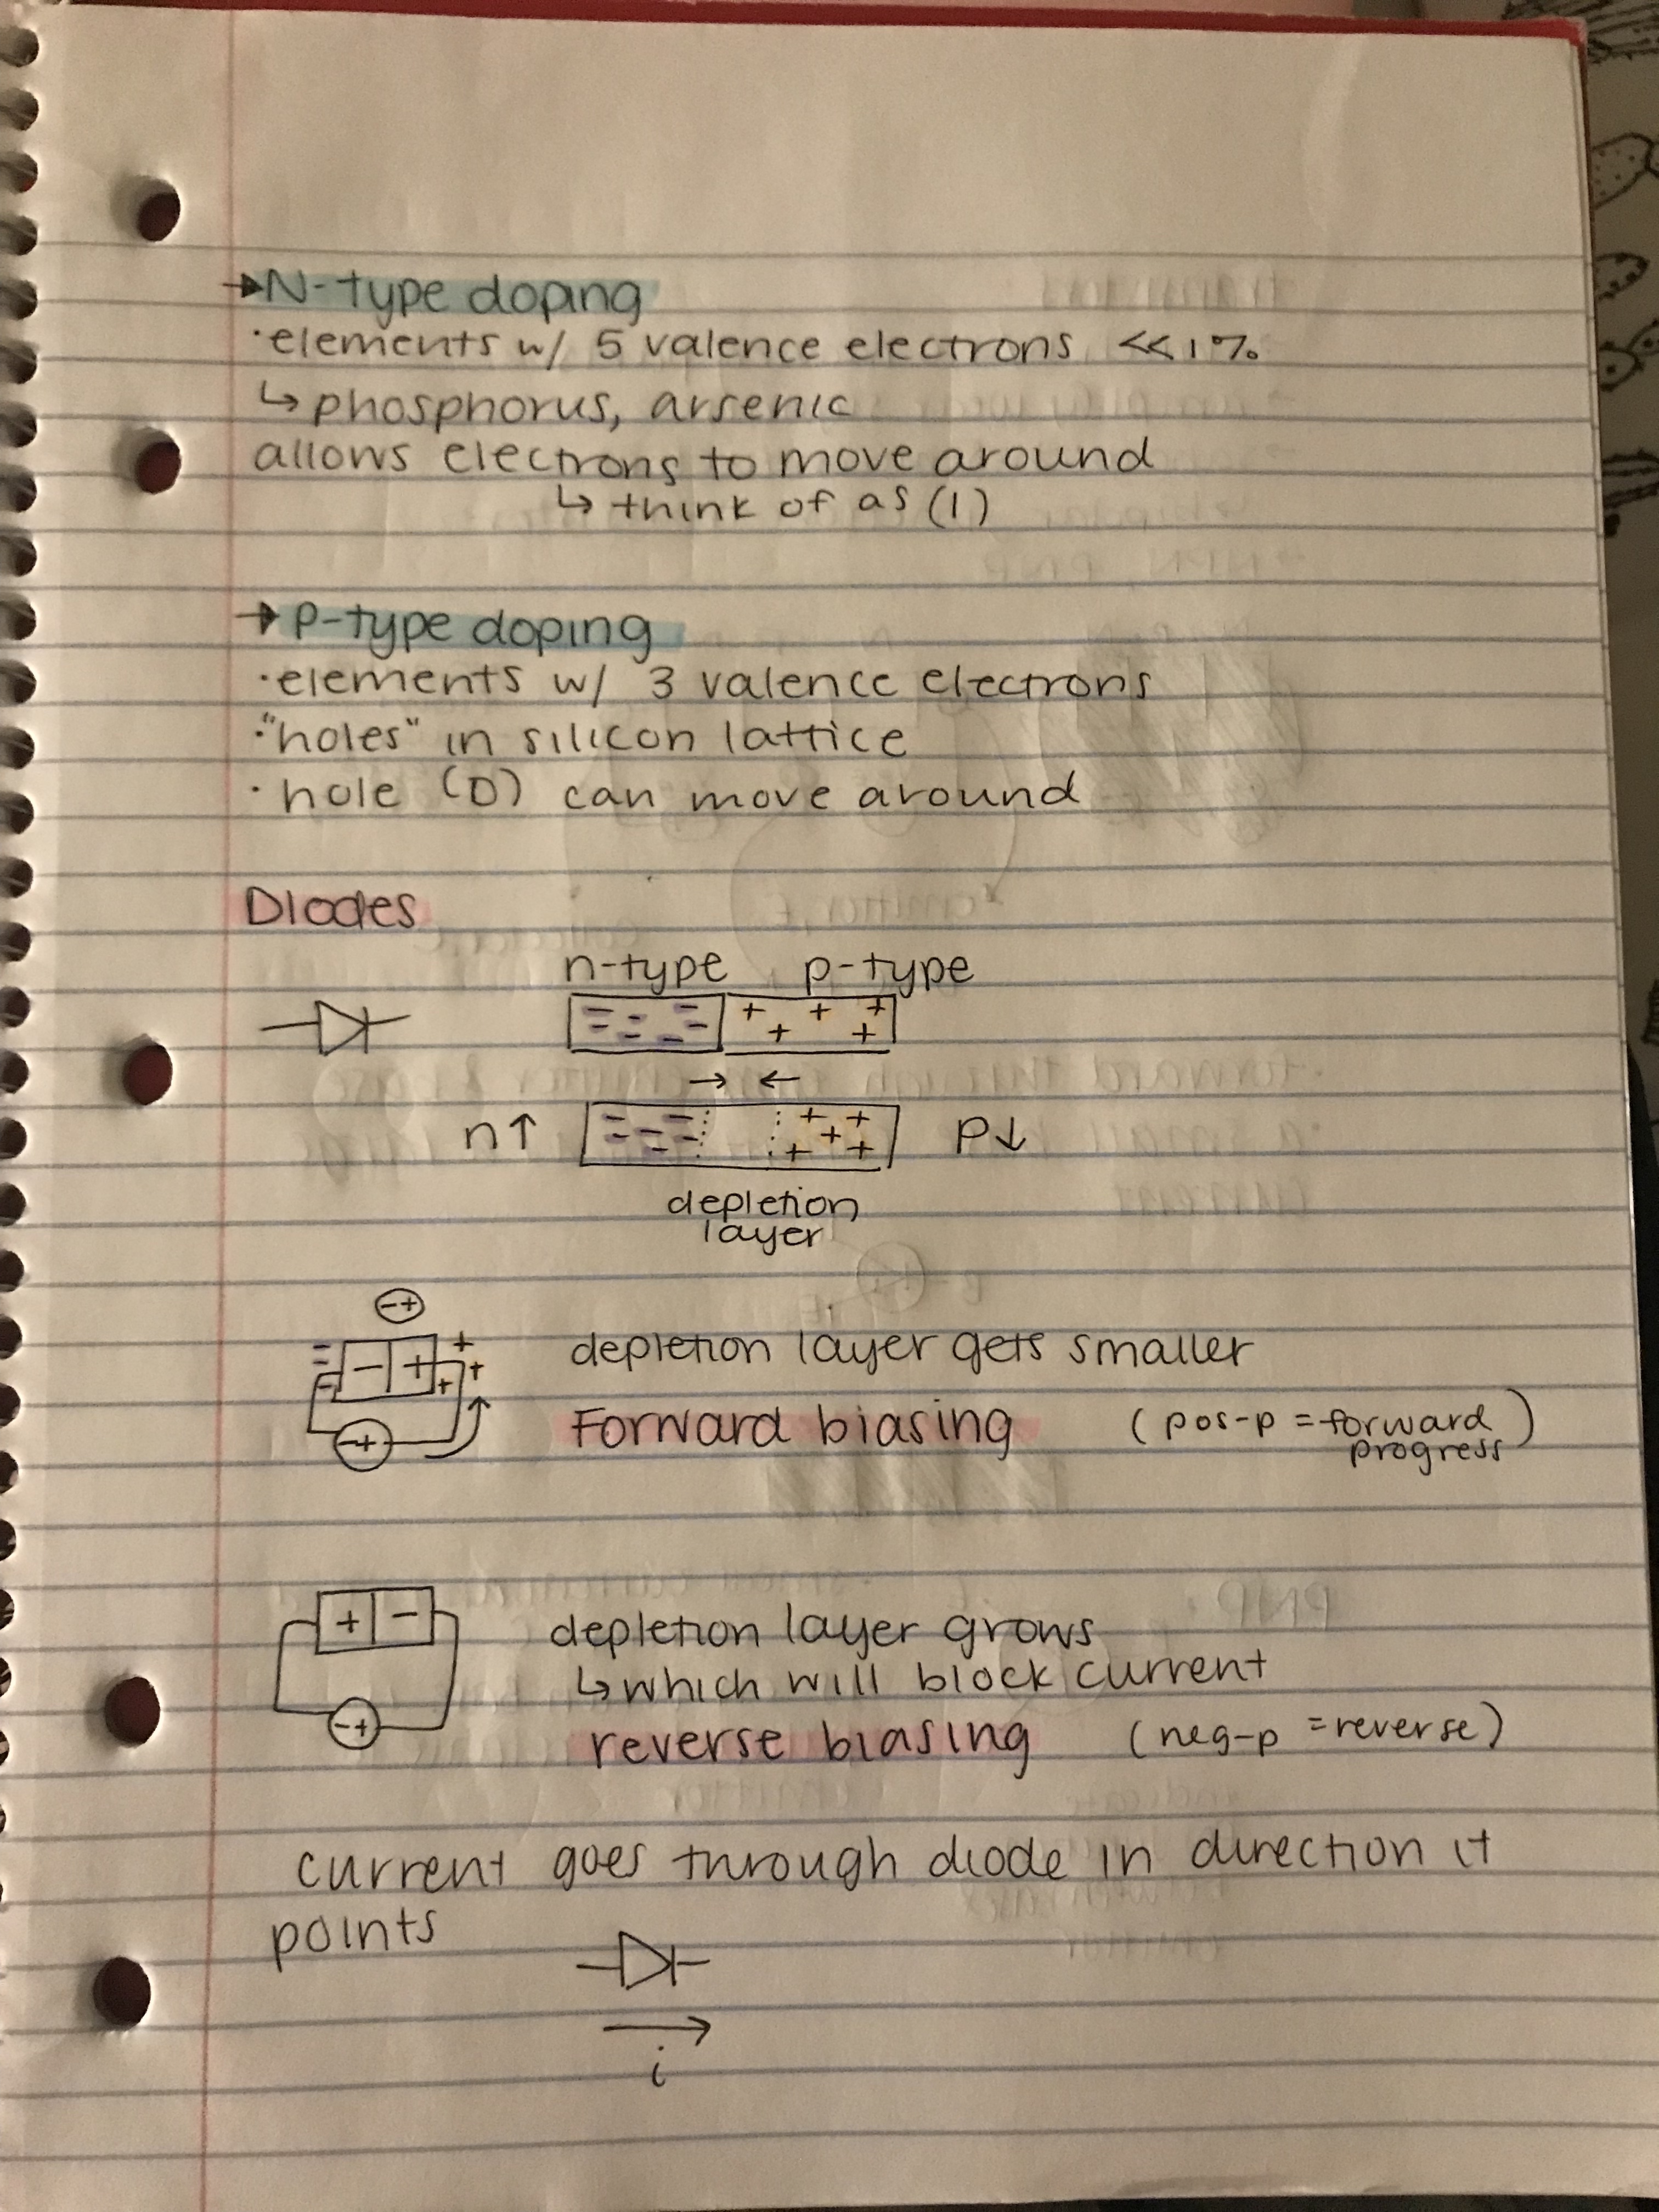 →N-type doping
·elements w/ 5 valence electrons <<1%
↳phosphorus, arsenic
allows electrons to move around
↳ think of as (1)
→ P-type doping
·elements w/ 3 valence electrons
·"holes" in silicon lattice
·hole (0) can move around
Diodes
n-type p-type
→ ←
n↑ p↓
depletion
layer
depletion layer gets smaller
Forward biasing (pos-p = forward
progress)
depletion layer grows
↳which will block current
reverse biasing (neg-p = reverse)
current goes through diode in direction it
points
i